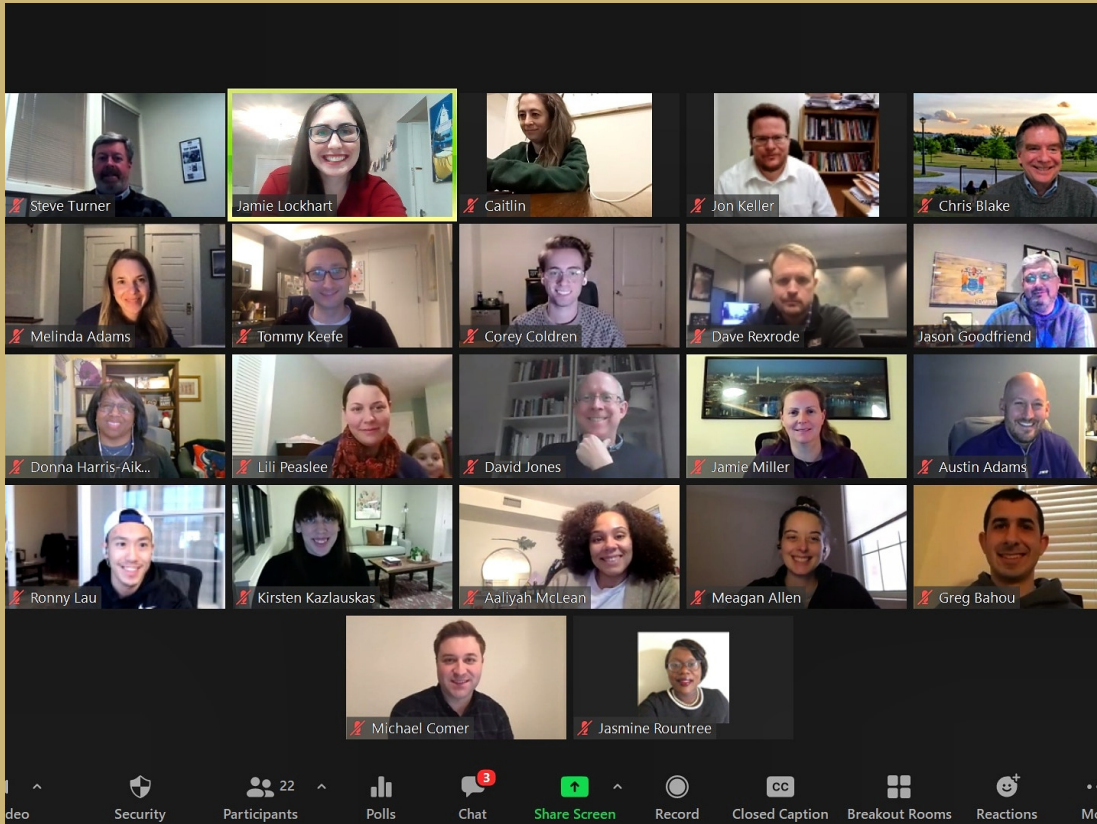 Steve Turner
Jamie Lockhart
Caitlin
Jon Keller
Chris Blake
Melinda Adams
Tommy Keefe
Corey Coldren
Dave Rexrode
Jason Goodfriend
Donna Harris-Aik...
Lili Peaslee
David Jones
Jamie Miller
Austin Adams
Ronny Lau
Kirsten Kazlauskas
Aaliyah McLean
Meagan Allen
Greg Bahou
Michael Comer
Jasmine Rountree
22
3
CC
deo
Security
Participants
Polls
Chat
Share Screen
Record
Closed Caption
Breakout Rooms
Reactions
Mo